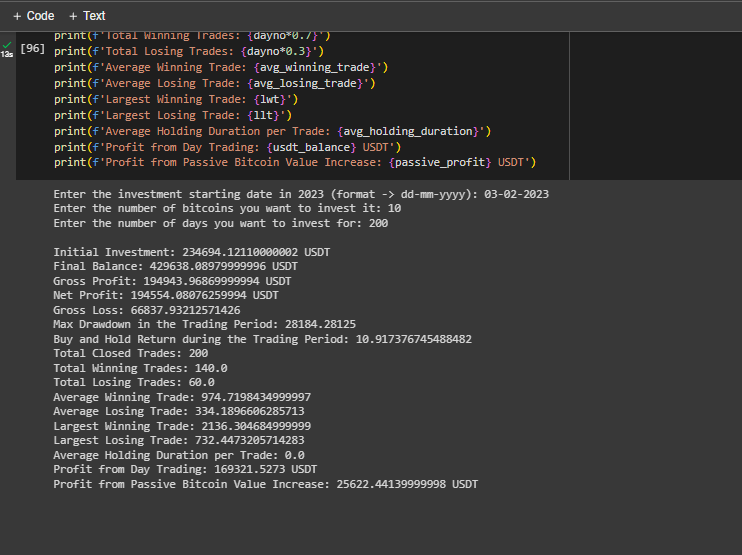 + Code + Text
print(f'Total Winning Trades: {dayno*0.7}')
[96] print(f'Total Losing Trades: {dayno*0.3}')
13s
print(f'Average Winning Trade: {avg_winning_trade}')
print(f'Average Losing Trade: {avg_losing_trade}')
print(f'Largest Winning Trade: {lwt}')
print(f'Largest Losing Trade: {llt}')
print(f'Average Holding Duration per Trade: {avg_holding_duration}')
print(f'Profit from Day Trading: {usdt_balance} USDT')
print(f'Profit from Passive Bitcoin Value Increase: {passive_profit} USDT')
Enter the investment starting date in 2023 (format -> dd-mm-yyyy): 03-02-2023
Enter the number of bitcoins you want to invest it: 10
Enter the number of days you want to invest for: 200
Initial Investment: 234694.12110000002 USDT
Final Balance: 429638.08979999996 USDT
Gross Profit: 194943.96869999994 USDT
Net Profit: 194554.08076259994 USDT
Gross Loss: 66837.93212571426
Max Drawdown in the Trading Period: 28184.28125
Buy and Hold Return during the Trading Period: 10.917376745488482
Total Closed Trades: 200
Total Winning Trades: 140.0
Total Losing Trades: 60.0
Average Winning Trade: 974.7198434999997
Average Losing Trade: 334.1896606285713
Largest Winning Trade: 2136.304684999999
Largest Losing Trade: 732.4473205714283
Average Holding Duration per Trade: 0.0
Profit from Day Trading: 169321.5273 USDT
Profit from Passive Bitcoin Value Increase: 25622.44139999998 USDT